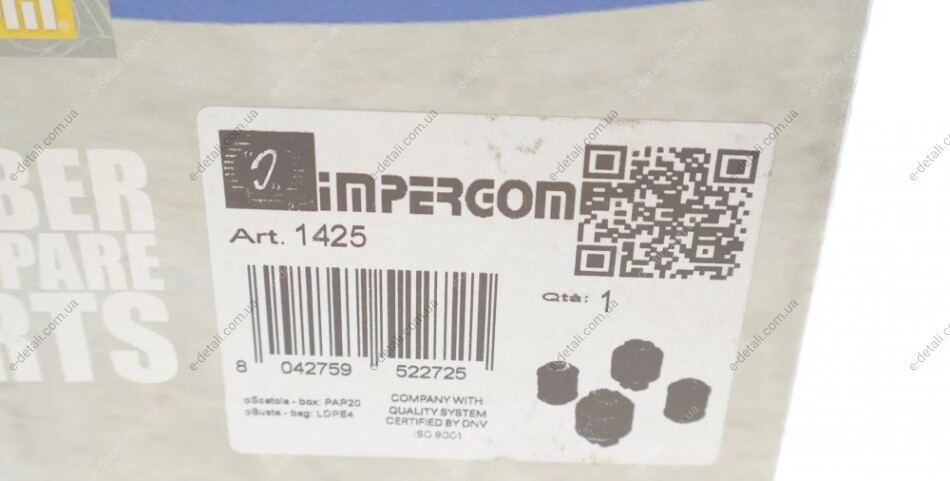 BER
PARE
RTS
IMPERGOM
Art. 1425
Qtà: 1
8 042759 522725
oScatola - box: PAP20
oBusta - bag: LDPE4
COMPANY WITH
QUALITY SYSTEM
CERTIFIED BY DNV
ISO 9001
e-detali.com.ua